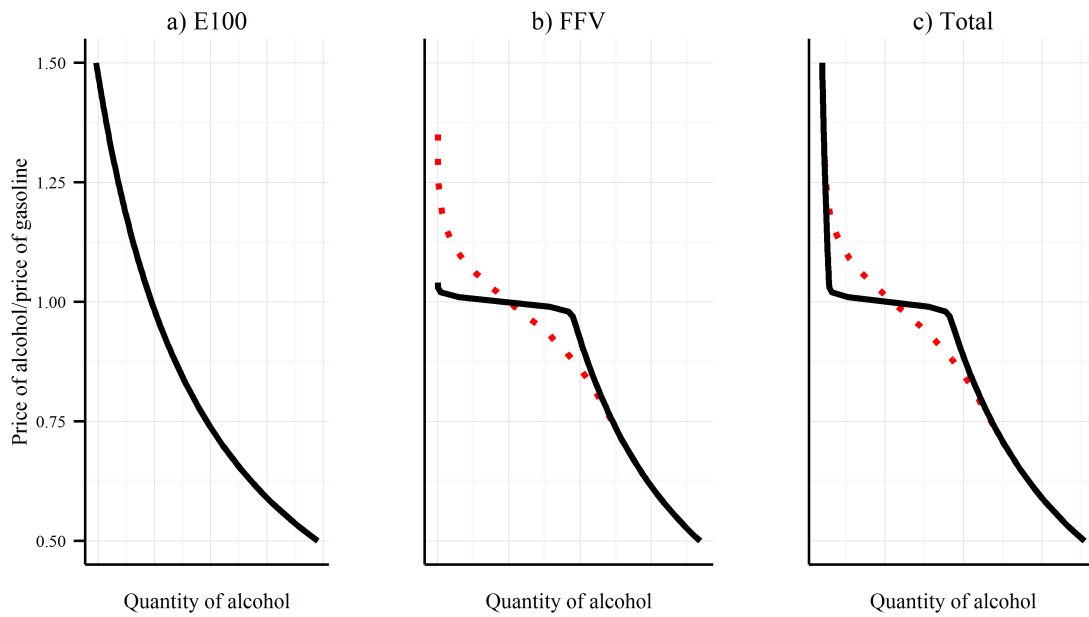 a) E100
b) FFV
c) Total
Price of alcohol/price of gasoline
1.50
1.25
1.00
0.75
0.50
Quantity of alcohol
Quantity of alcohol
Quantity of alcohol